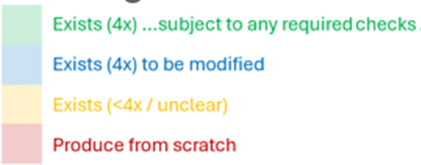 Exists (4x) ...subject to any required checks
Exists (4x) to be modified
Exists (<4x / unclear)
Produce from scratch